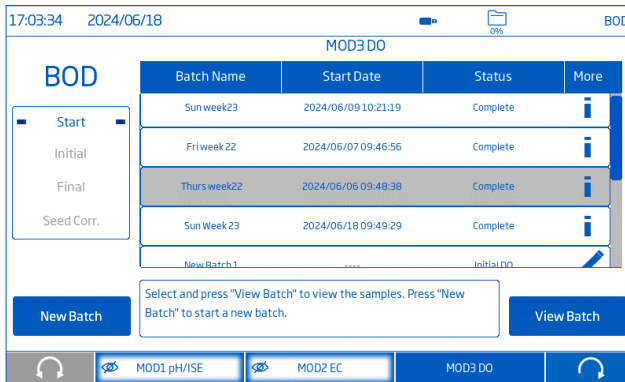 17:03:34 2024/06/18
0%
BOD
MOD3 DO
BOD
Batch Name Start Date Status More
Sun week23 2024/06/09 10:21:19 Complete
Start
Fri week 22 2024/06/07 09:46:56 Complete
Initial
Final
Thurs week22 2024/06/06 09:48:38 Complete
Seed Corr.
Sun Week 23 2024/06/18 09:49:29 Complete
New Batch 1 ---- Initial DO
Select and press "View Batch" to view the samples. Press "New
Batch" to start a new batch.
New Batch
View Batch
MOD1 pH/ISE MOD2 EC MOD3 DO